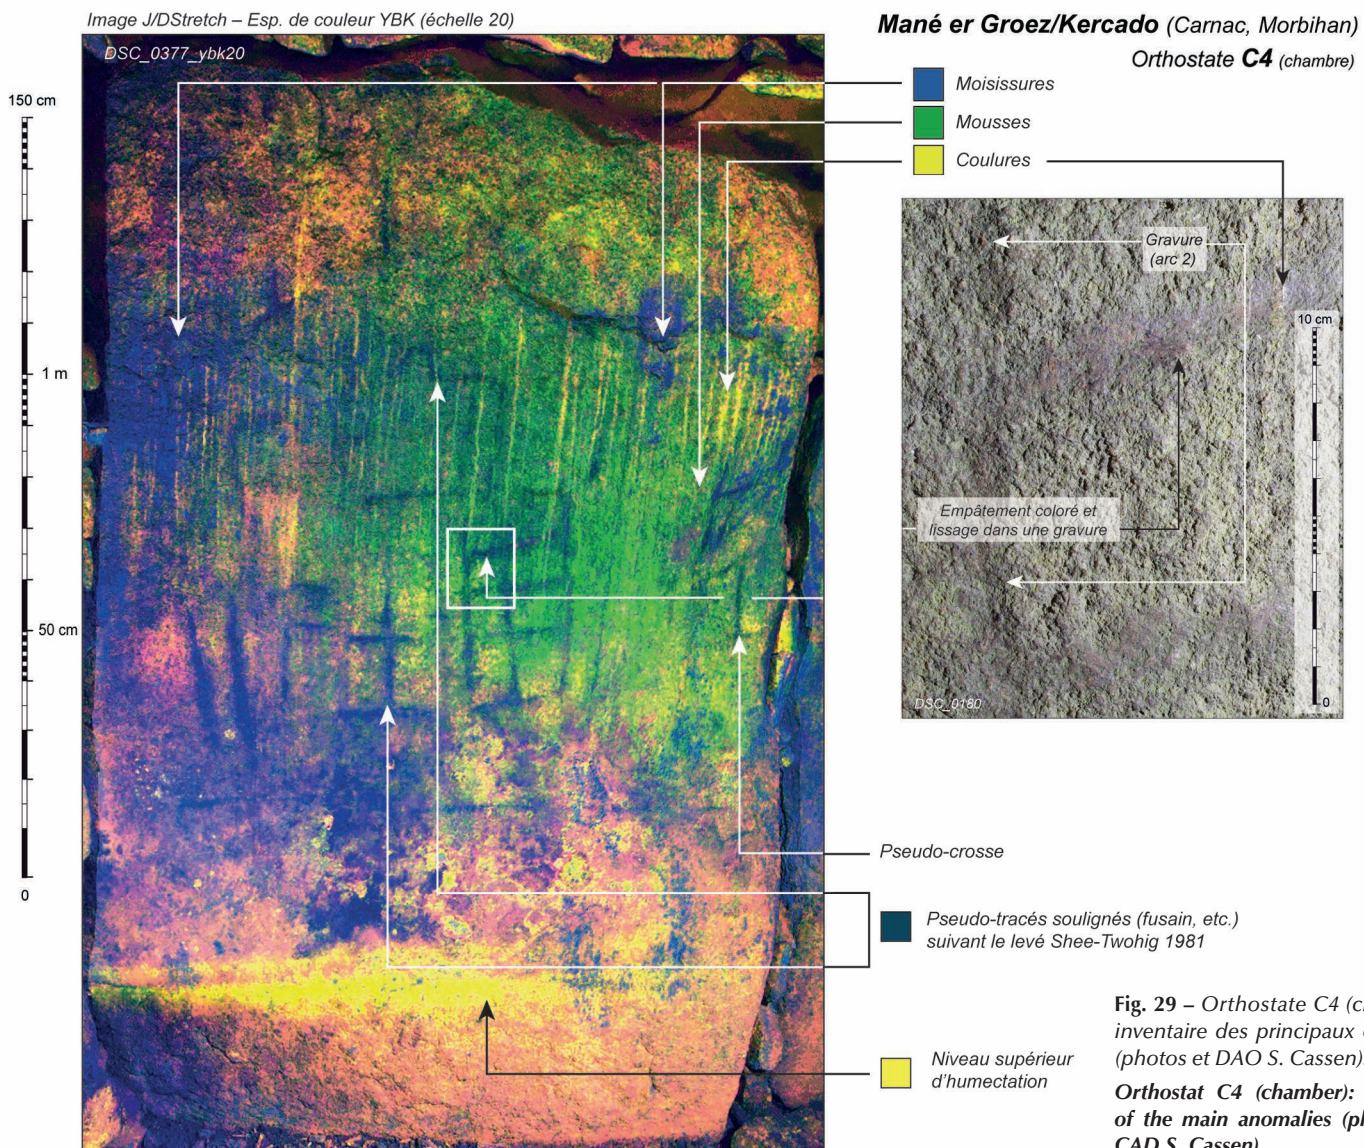 Image J/DStretch – Esp. de couleur YBK (échelle 20)
DSC_0377_ybk20
Mané er Groez/Kercado (Carnac, Morbihan)
Orthostate C4 (chambre)
Moisissures
Mousses
Coulures
150 cm
1 m
50 cm
0
Gravure
(arc 2)
10 cm
Empâtement coloré et
lissage dans une gravure
DSC_0180
0
Pseudo-crosse
Pseudo-tracés soulignés (fusain, etc.)
suivant le levé Shee-Twohig 1981
Niveau supérieur
d'humectation
Fig. 29 – Orthostate C4 (c
inventaire des principaux
(photos et DAO S. Cassen)
Orthostat C4 (chamber):
of the main anomalies (p
CAD S. Cassen)